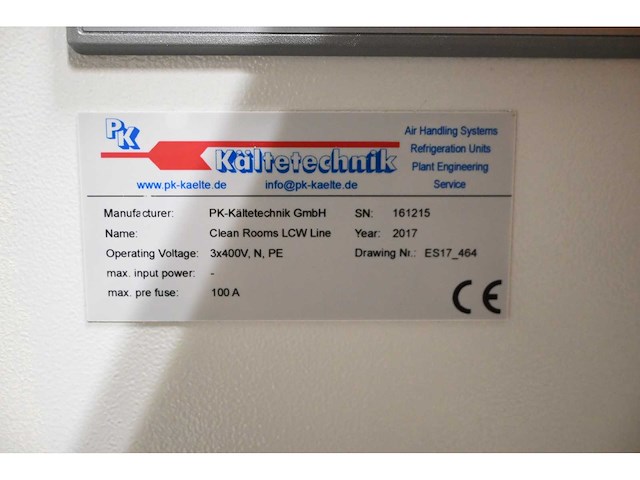 PK
Kältetechnik
www.pk-kaelte.de info@pk-kaelte.de
Air Handling Systems
Refrigeration Units
Plant Engineering
Service
Manufacturer: PK-Kältetechnik GmbH SN: 161215
Name: Clean Rooms LCW Line Year: 2017
Operating Voltage: 3x400V, N, PE Drawing Nr.: ES17_464
max. input power: -
max. pre fuse: 100 A
CE